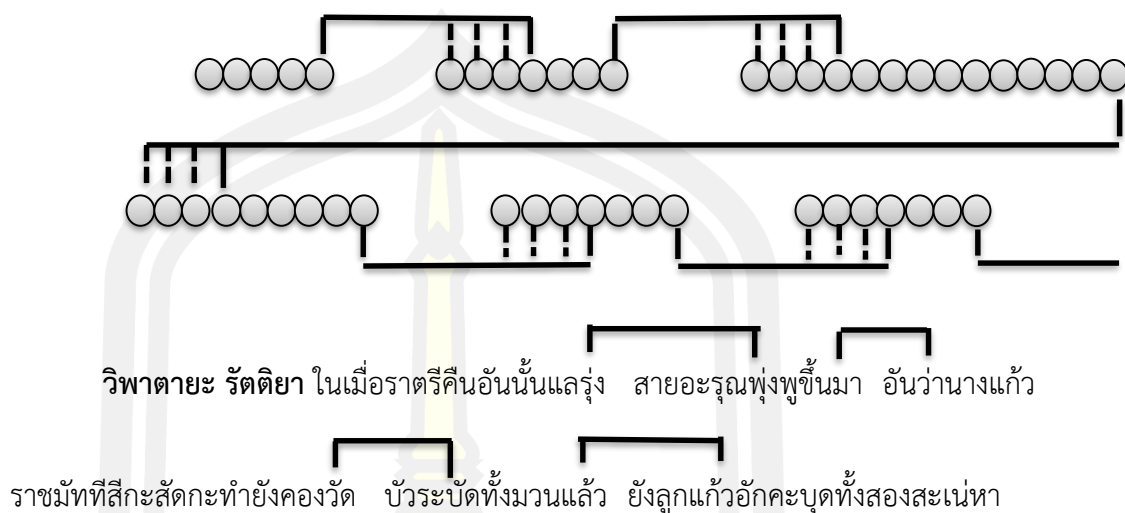 วิพาตายะ รัตติยา ในเมื่อราตรีคืนอันนั้นแลรุ่ง สายอะรุณพุ่งพูขึ้นมา อันว่านางแก้ว
ราชมัททีสีกะสัดกะทำยังคองวัด บัวระบัดทั้งมวนแล้ว ยังลูกแก้วอักคะบุดทั้งสองสะเน่หา